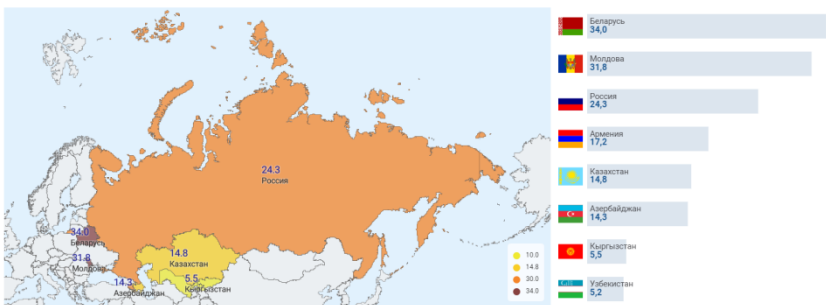 24.3
Россия
34.0
Беларусь
31.8
Молдова
14.8
Казахстан
14.3
Азербайджан
5.5
Кыргызстан
10.0
14.8
30.0
34.0
Беларусь
34,0
Молдова
31,8
Россия
24,3
Армения
17,2
Казахстан
14,8
Азербайджан
14,3
Кыргызстан
5,5
Узбекистан
5,2